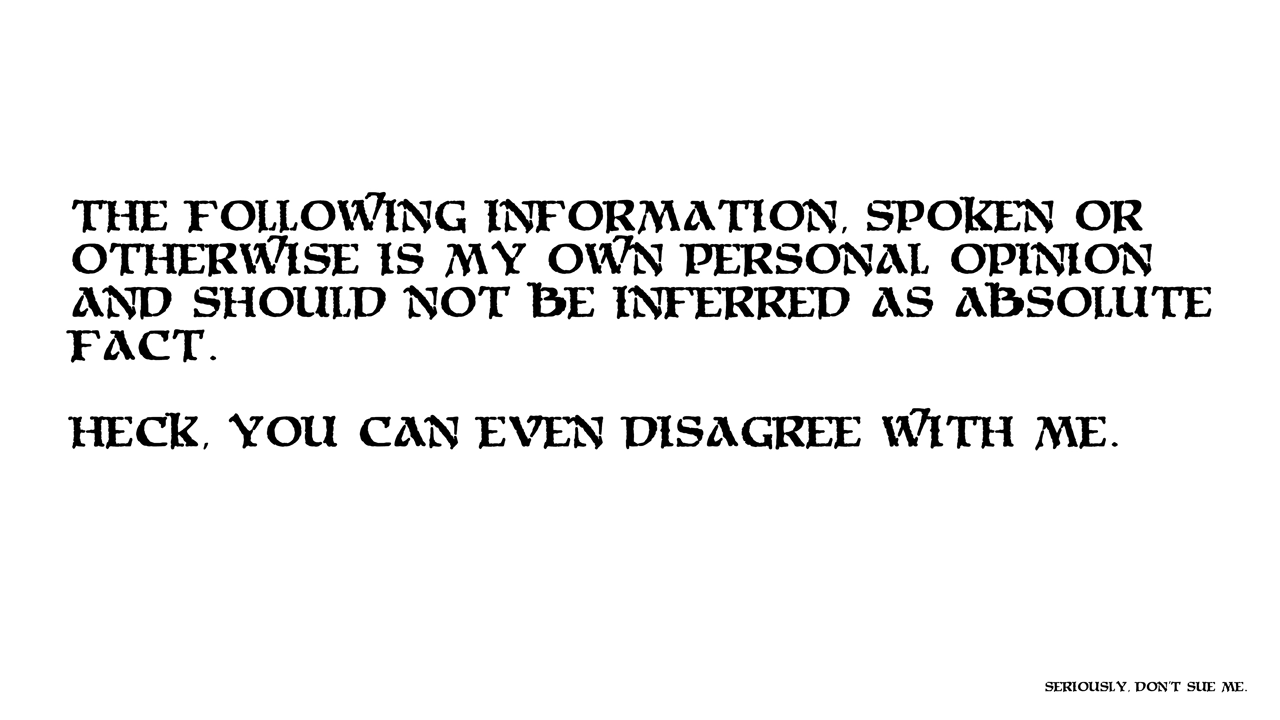 THE FOLLOWING INFORMATION, SPOKEN OR
OTHERWISE IS MY OWN PERSONAL OPINION
AND SHOULD NOT BE INFERRED AS ABSOLUTE
FACT.
HECK, YOU CAN EVEN DISAGREE WITH ME.
SERIOUSLY, DON'T SUE ME.